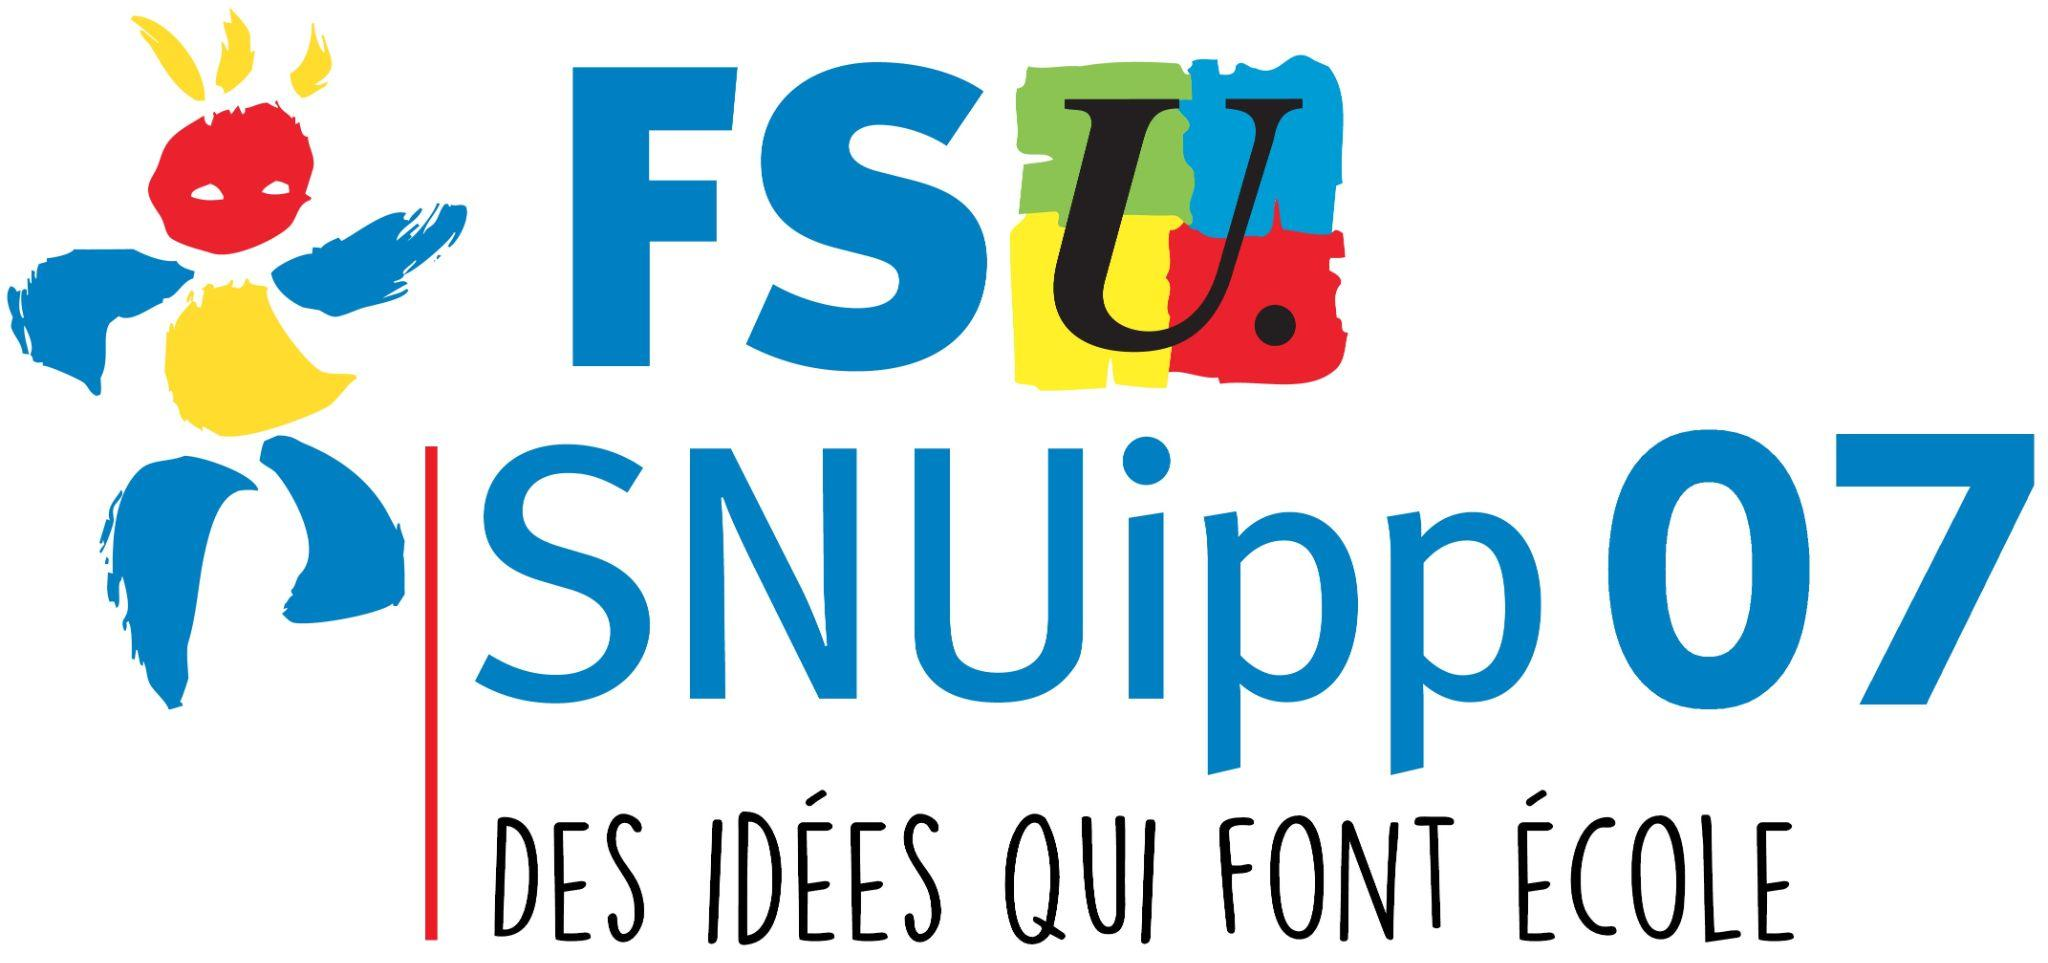 FSU.
SNUipp 07
DES IDÉES QUI FONT ÉCOLE